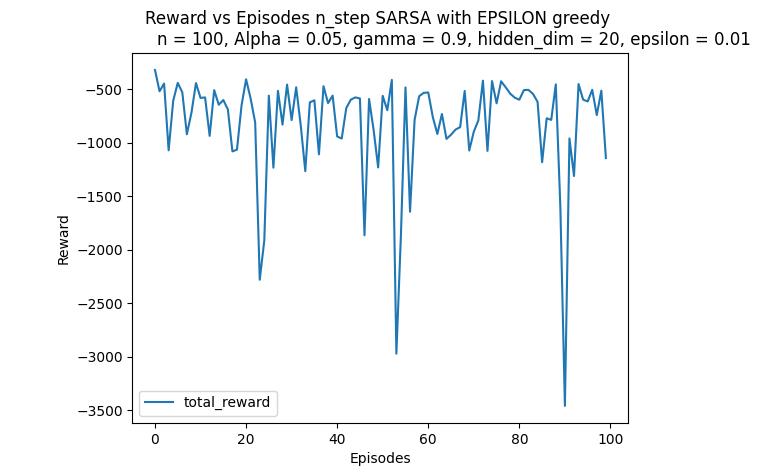 Reward vs Episodes n_step SARSA with EPSILON greedy
n = 100, Alpha = 0.05, gamma = 0.9, hidden_dim = 20, epsilon = 0.01
−500
−1000
−1500
−2000
−2500
−3000
−3500
Reward
total_reward
0 20 40 60 80 100
Episodes